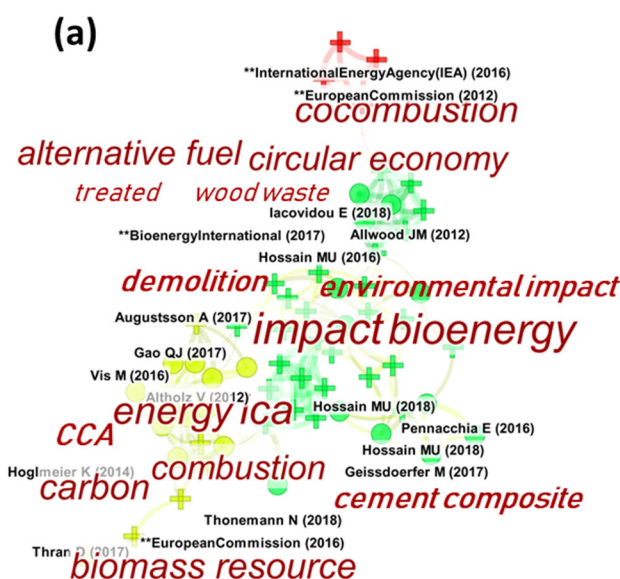 (a)
**InternationalEnergyAgency(IEA) (2016)
**EuropeanCommission (2012)
cocombustion
alternative fuel circular economy
treated wood waste
Iacovidou E (2018)
**BioenergyInternational (2017) Allwood JM (2012)
Hossain MU (2016)
demolition environmental impact
Augustsson A (2017)
impact bioenergy
Gao QJ (2017)
Vis M (2016)
Altholz V (2012)
energy lca Hossain MU (2018)
CCA Pennacchia E (2016)
Hossain MU (2018)
Hoglmeier K (2014) combustion Geissdoerfer M (2017)
carbon cement composite
Thonemann N (2018)
**EuropeanCommission (2016)
Thran D (2017)
biomass resource